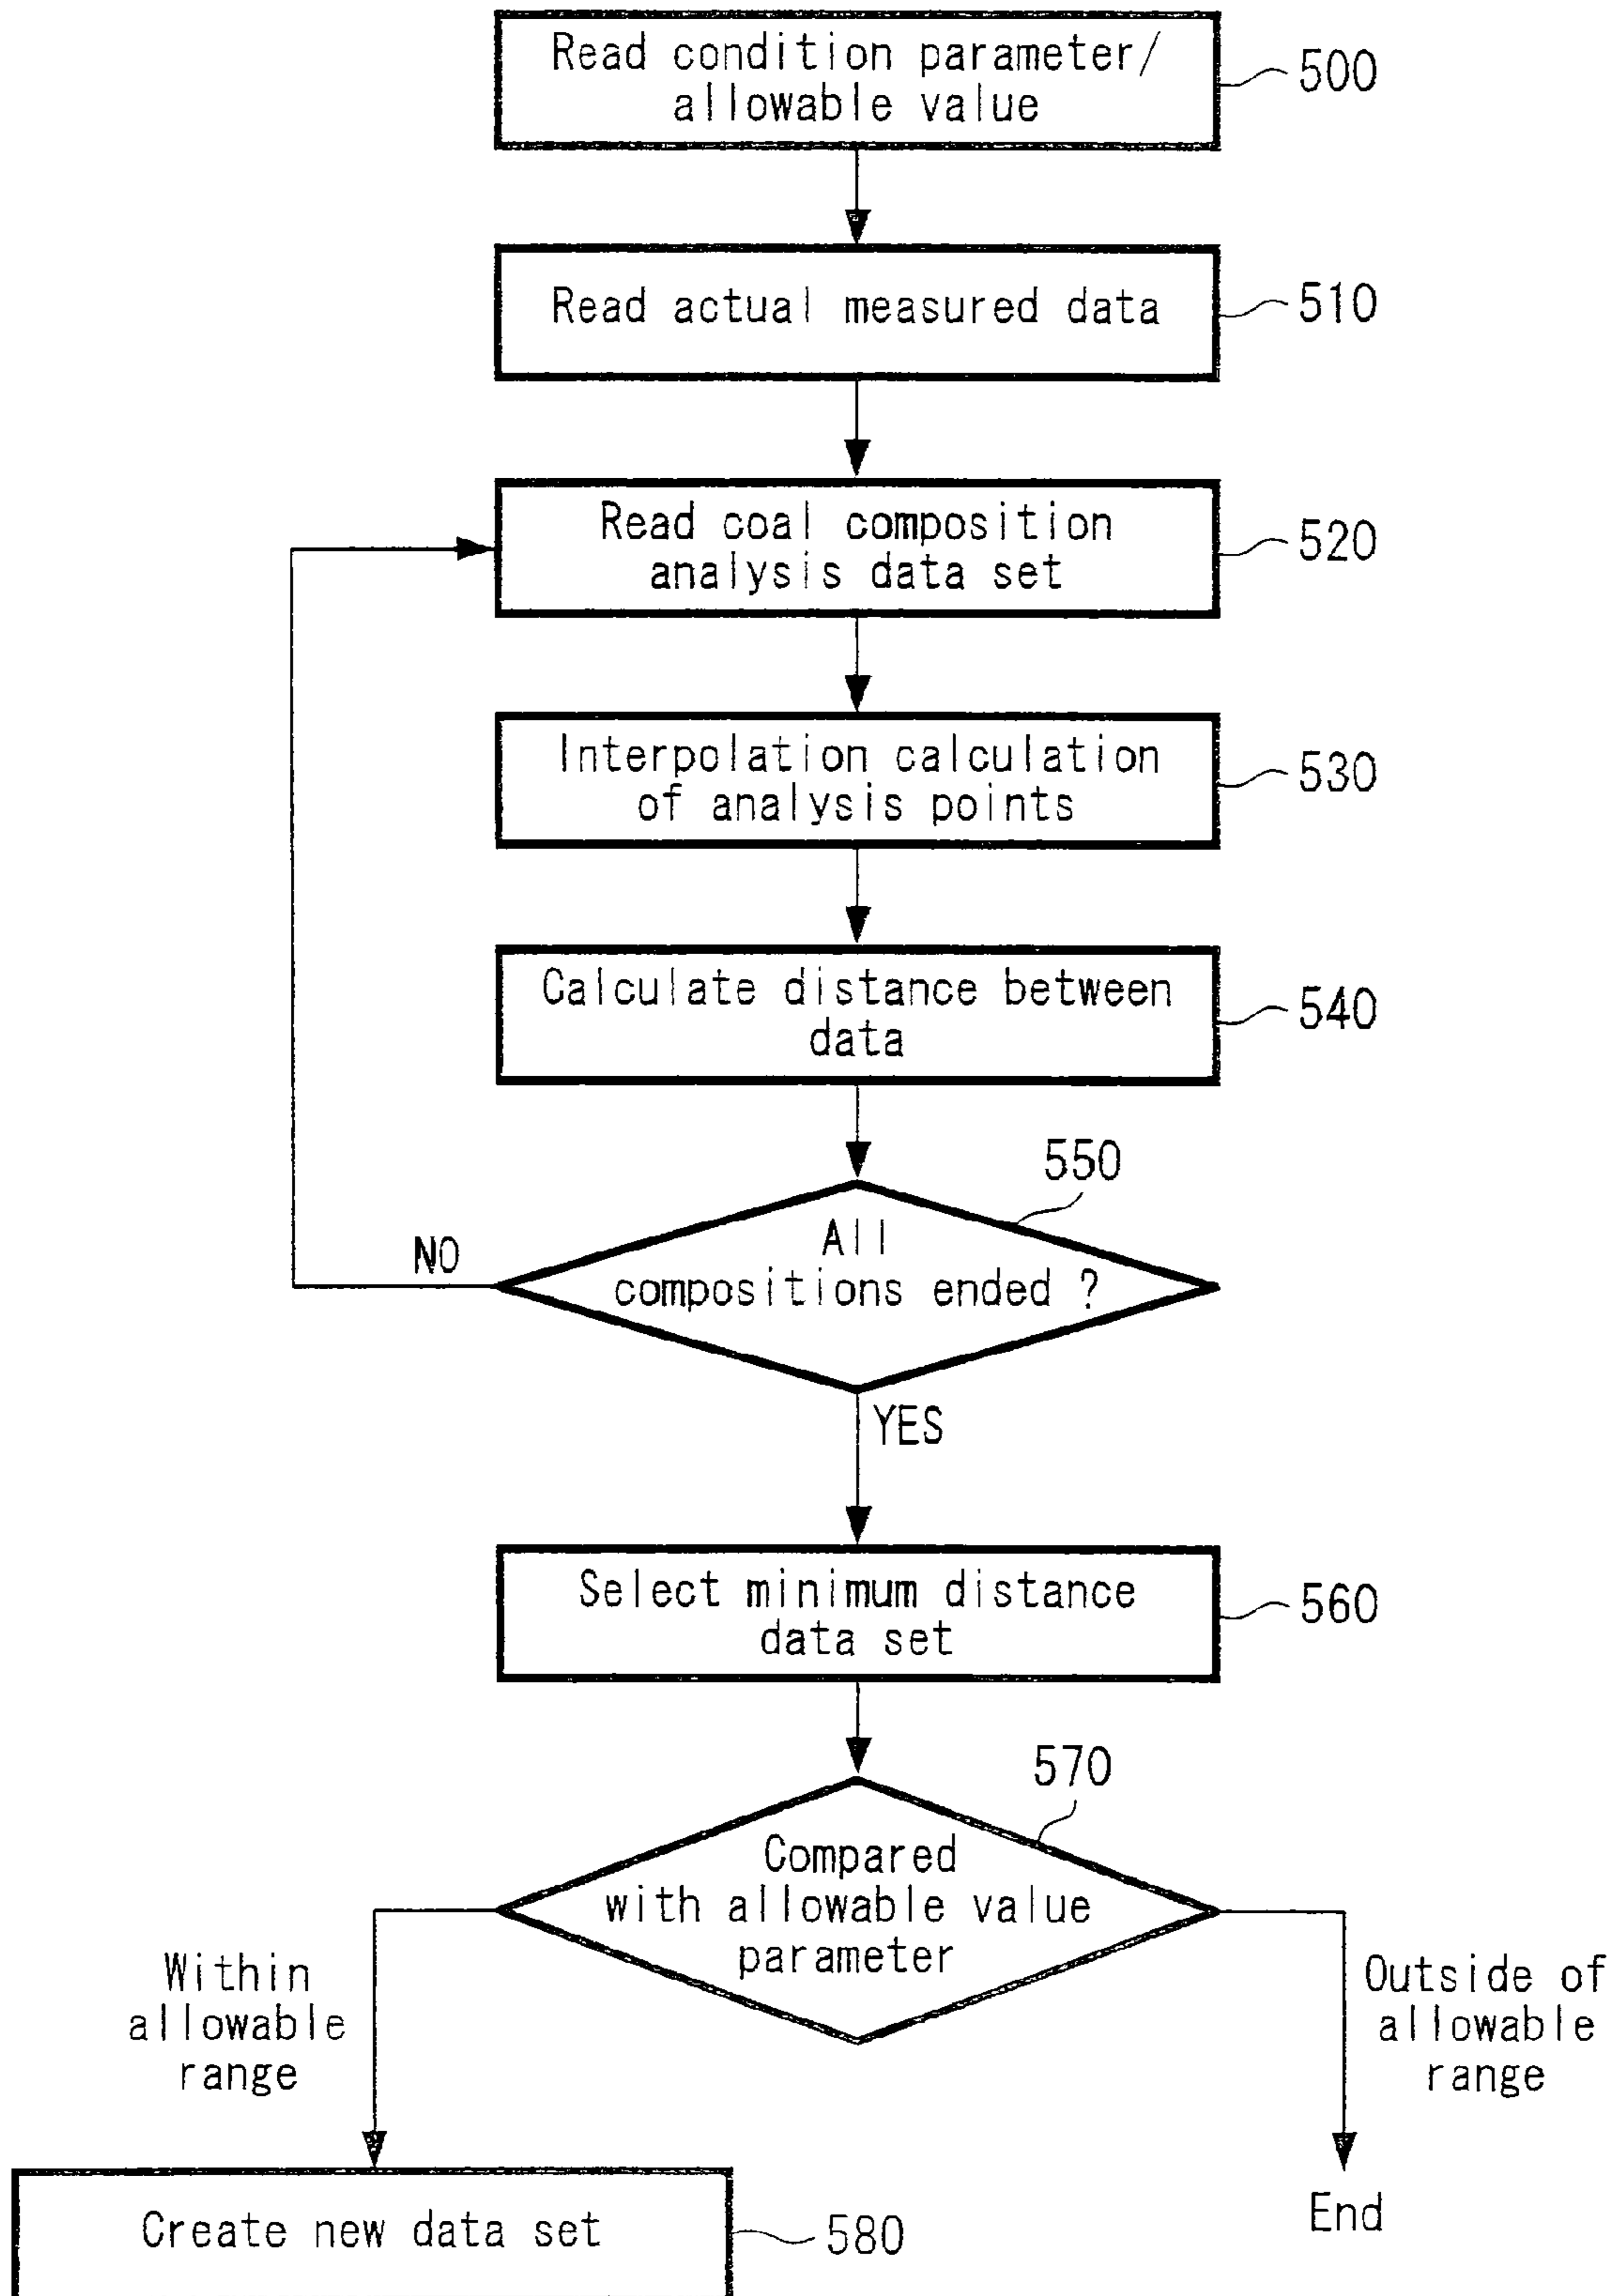 Read condition parameter/
allowable value
500
Read actual measured data
510
Read coal composition
analysis data set
520
Interpolation calculation
of analysis points
530
Calculate distance between
data
540
550
All
compositions ended ?
NO
YES
Select minimum distance
data set
560
570
Compared
with allowable value
parameter
Within
allowable
range
Outside of
allowable
range
Create new data set
580
End